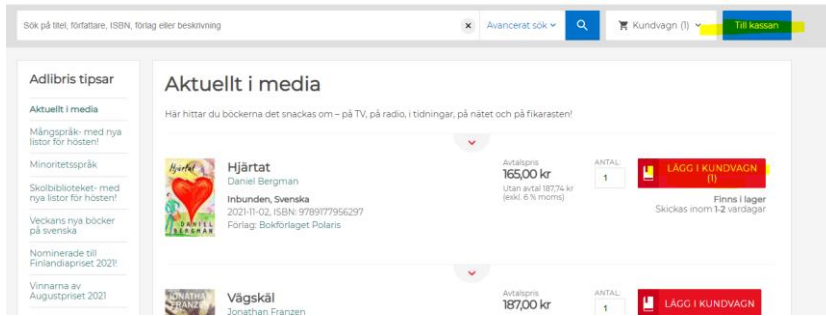 Sök på titel, författare, ISBN, förlag eller beskrivning
Avancerat sök
Kundvagn (1)
Till kassan
Adlibris tipsar
Aktuellt i media
Mångspråk- med nya
listor för hösten!
Minoritetsspråk
Skolbiblioteket- med
nya listor för hösten!
Veckans nya böcker
på svenska
Nominerade till
Finlandiapriset 2021!
Vinnarna av
Augustpriset 2021
Aktuellt i media
Här hittar du böckerna det snackas om – på TV, på radio, i tidningar, på nätet och på fikarasten!
Hjärtat
DANIEL
BERGMAN
Hjärtat
Daniel Bergman
Inbunden, Svenska
2021-11-02, ISBN: 9789177956297
Förlag: Bokförlaget Polaris
Avtalspris
165,00 kr
Utan avtal 187,74 kr
(exkl. 6 % moms)
ANTAL:
1
LÄGG I KUNDVAGN
(1)
Finns i lager
Skickas inom 1-2 vardagar
JONATHAN
FRANZEN
Vägskäl
Jonathan Franzen
Avtalspris
187,00 kr
ANTAL:
1
LÄGG I KUNDVAGN